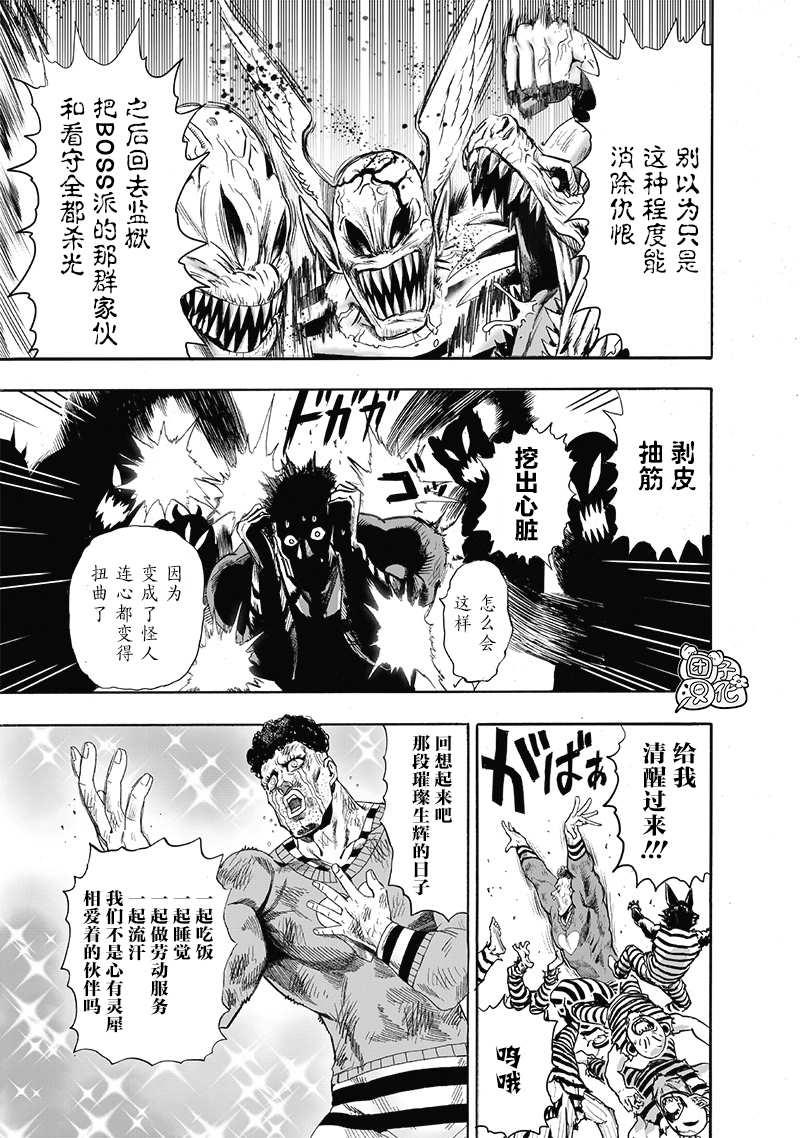 别以为只是
这种程度能
消除仇恨
之后回去监狱
把BOSS派的那群家伙
和看守全都杀光
剥皮
抽筋
挖出心脏
ドガガ
ゴッ
怎么会
这样
因为
变成了怪人
连心都变得
扭曲了
团子
汉化
给我
清醒过来!!!
がばぁ
呜哦
回想起来吧
那段璀璨生辉的日子
一起吃饭
一起睡觉
一起做劳动服务
一起流汗
我们不是心有灵犀
相爱着的伙伴吗